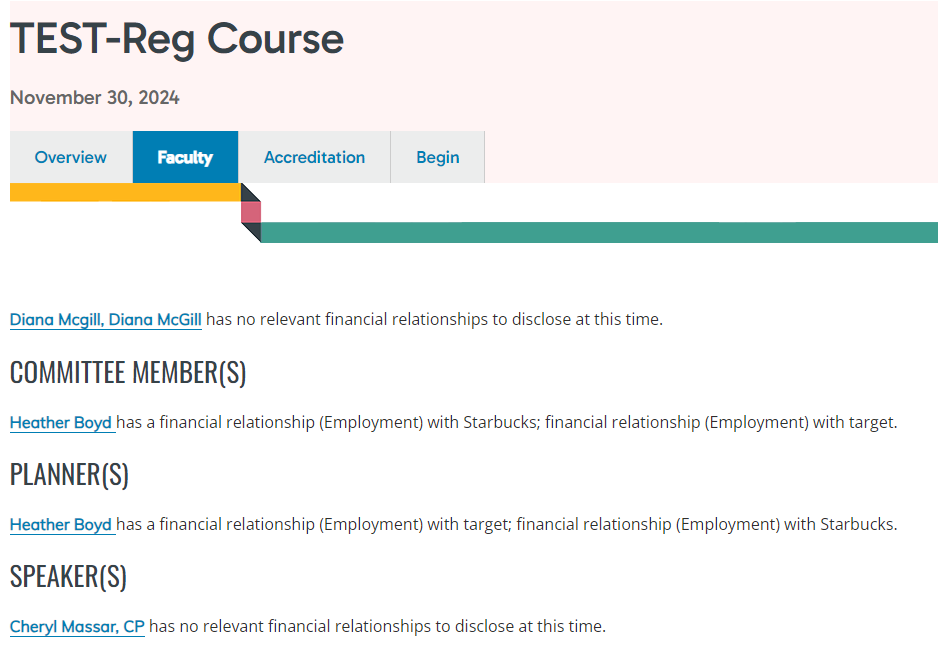 TEST-Reg Course
November 30, 2024
Overview Faculty Accreditation Begin
Diana Mcgill, Diana McGill has no relevant financial relationships to disclose at this time.
COMMITTEE MEMBER(S)
Heather Boyd has a financial relationship (Employment) with Starbucks; financial relationship (Employment) with target.
PLANNER(S)
Heather Boyd has a financial relationship (Employment) with target; financial relationship (Employment) with Starbucks.
SPEAKER(S)
Cheryl Massar, CP has no relevant financial relationships to disclose at this time.